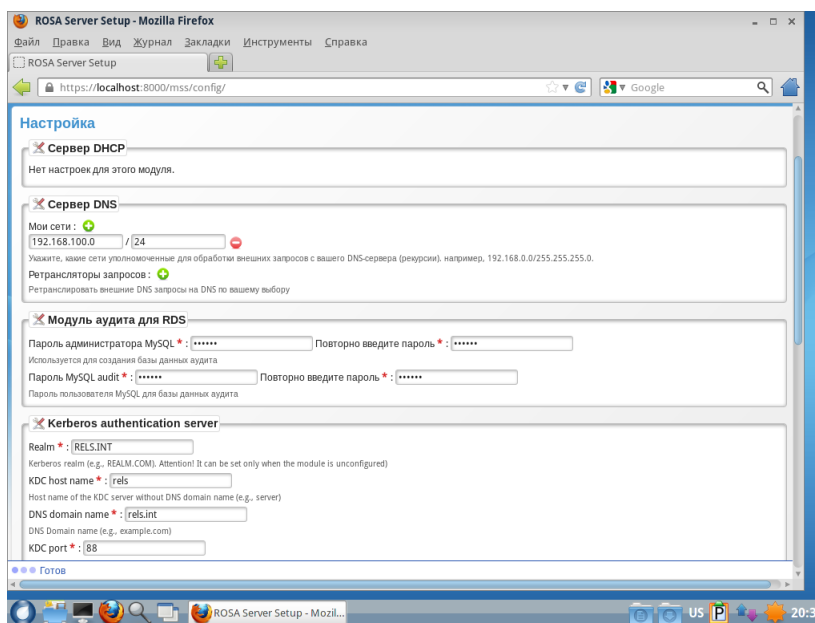 ROSA Server Setup - Mozilla Firefox
Файл Правка Вид Журнал Закладки Инструменты Справка
ROSA Server Setup
https://localhost:8000/mss/config/
Google
Настройка
Сервер DHCP
Нет настроек для этого модуля.
Сервер DNS
Мои сети :
192.168.100.0 / 24
Укажите, какие сети уполномоченные для обработки внешних запросов с вашего DNS-сервера (рекурсии). например, 192.168.0.0/255.255.255.0.
Ретрансляторы запросов :
Ретранслировать внешние DNS запросы на DNS по вашему выбору
Модуль аудита для RDS
Пароль администратора MySQL * : •••••• Повторно введите пароль * : ••••••
Используется для создания базы данных аудита
Пароль MySQL audit * : •••••• Повторно введите пароль * : ••••••
Пароль пользователя MySQL для базы данных аудита
Kerberos authentication server
Realm * : RELS.INT
Kerberos realm (e.g., REALM.COM). Attention! It can be set only when the module is unconfigured)
KDC host name * : rels
Host name of the KDC server without DNS domain name (e.g., server)
DNS domain name * : rels.int
DNS Domain name (e.g., example.com)
KDC port * : 88
Готов
ROSA Server Setup - Mozil...
US
P
20:3